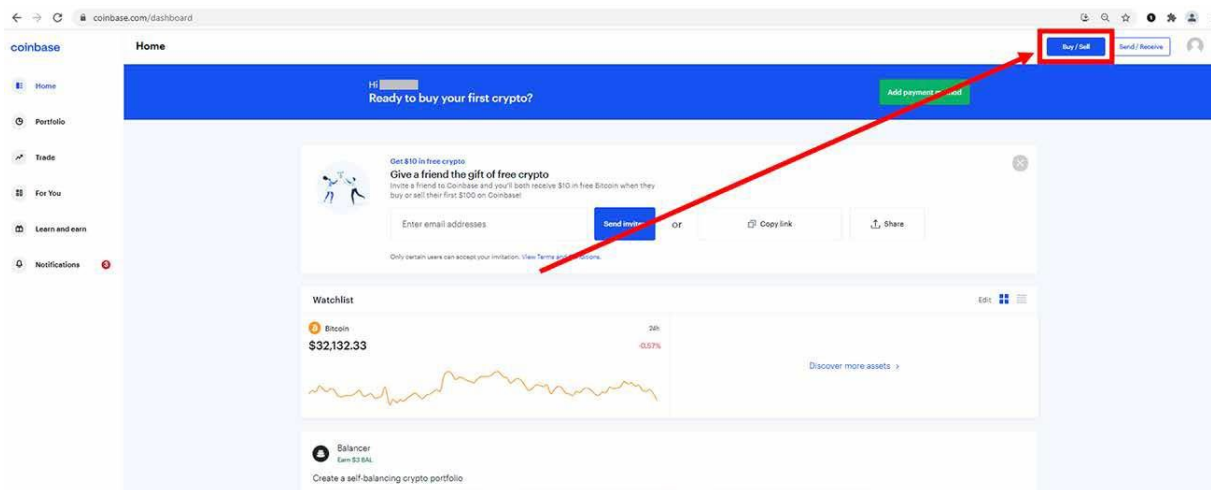 coinbase.com/dashboard
coinbase
Home
Buy / Sell
Send / Receive
Home
Portfolio
Trade
For You
Learn and earn
Notifications
3
Hi
Ready to buy your first crypto?
Add payment method
Get $10 in free crypto
Give a friend the gift of free crypto
Invite a friend to Coinbase and you'll both receive $10 in free Bitcoin when they
buy or sell their first $100 on Coinbase!
Enter email addresses
Send invite
or
Copy link
Share
Only certain users can accept your invitation. View Terms and Conditions.
Watchlist
Edit
Bitcoin
24h
$32,132.33
-0.57%
Discover more assets
Balancer
Earn $3 BAL
Create a self-balancing crypto portfolio